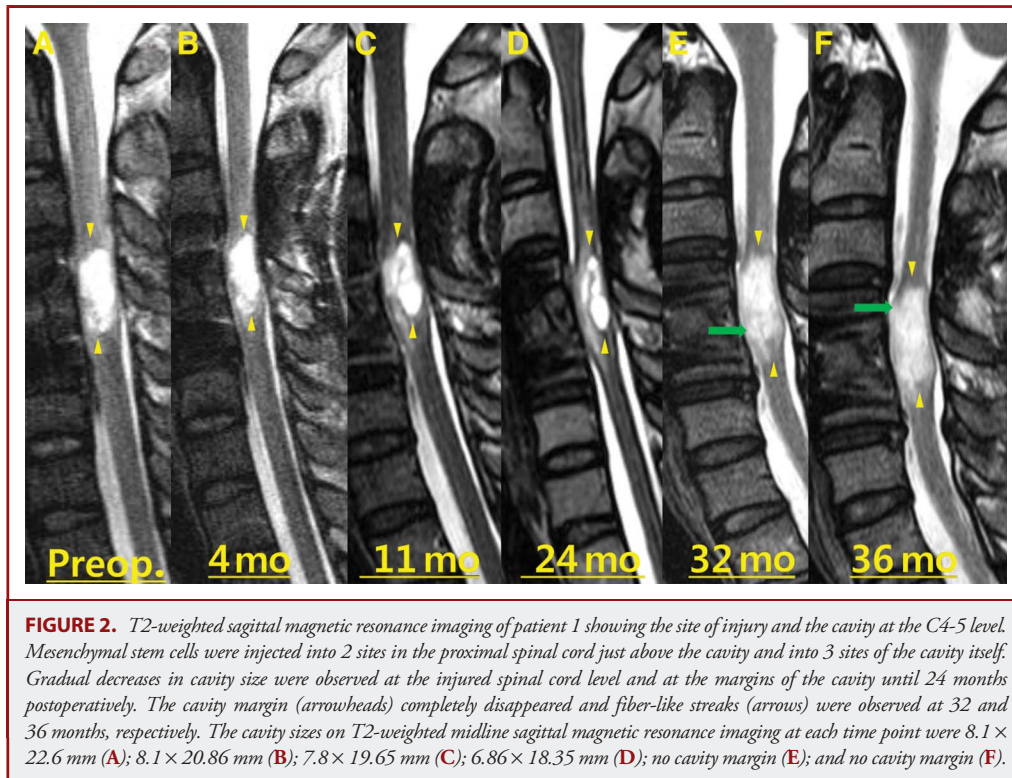 A B C D E F
Preop. 4 mo 11 mo 24 mo 32 mo 36 mo
FIGURE 2. T2-weighted sagittal magnetic resonance imaging of patient 1 showing the site of injury and the cavity at the C4-5 level.
Mesenchymal stem cells were injected into 2 sites in the proximal spinal cord just above the cavity and into 3 sites of the cavity itself.
Gradual decreases in cavity size were observed at the injured spinal cord level and at the margins of the cavity until 24 months
postoperatively. The cavity margin (arrowheads) completely disappeared and fiber-like streaks (arrows) were observed at 32 and
36 months, respectively. The cavity sizes on T2-weighted midline sagittal magnetic resonance imaging at each time point were 8.1 ×
22.6 mm (A); 8.1 × 20.86 mm (B); 7.8 × 19.65 mm (C); 6.86 × 18.35 mm (D); no cavity margin (E); and no cavity margin (F).